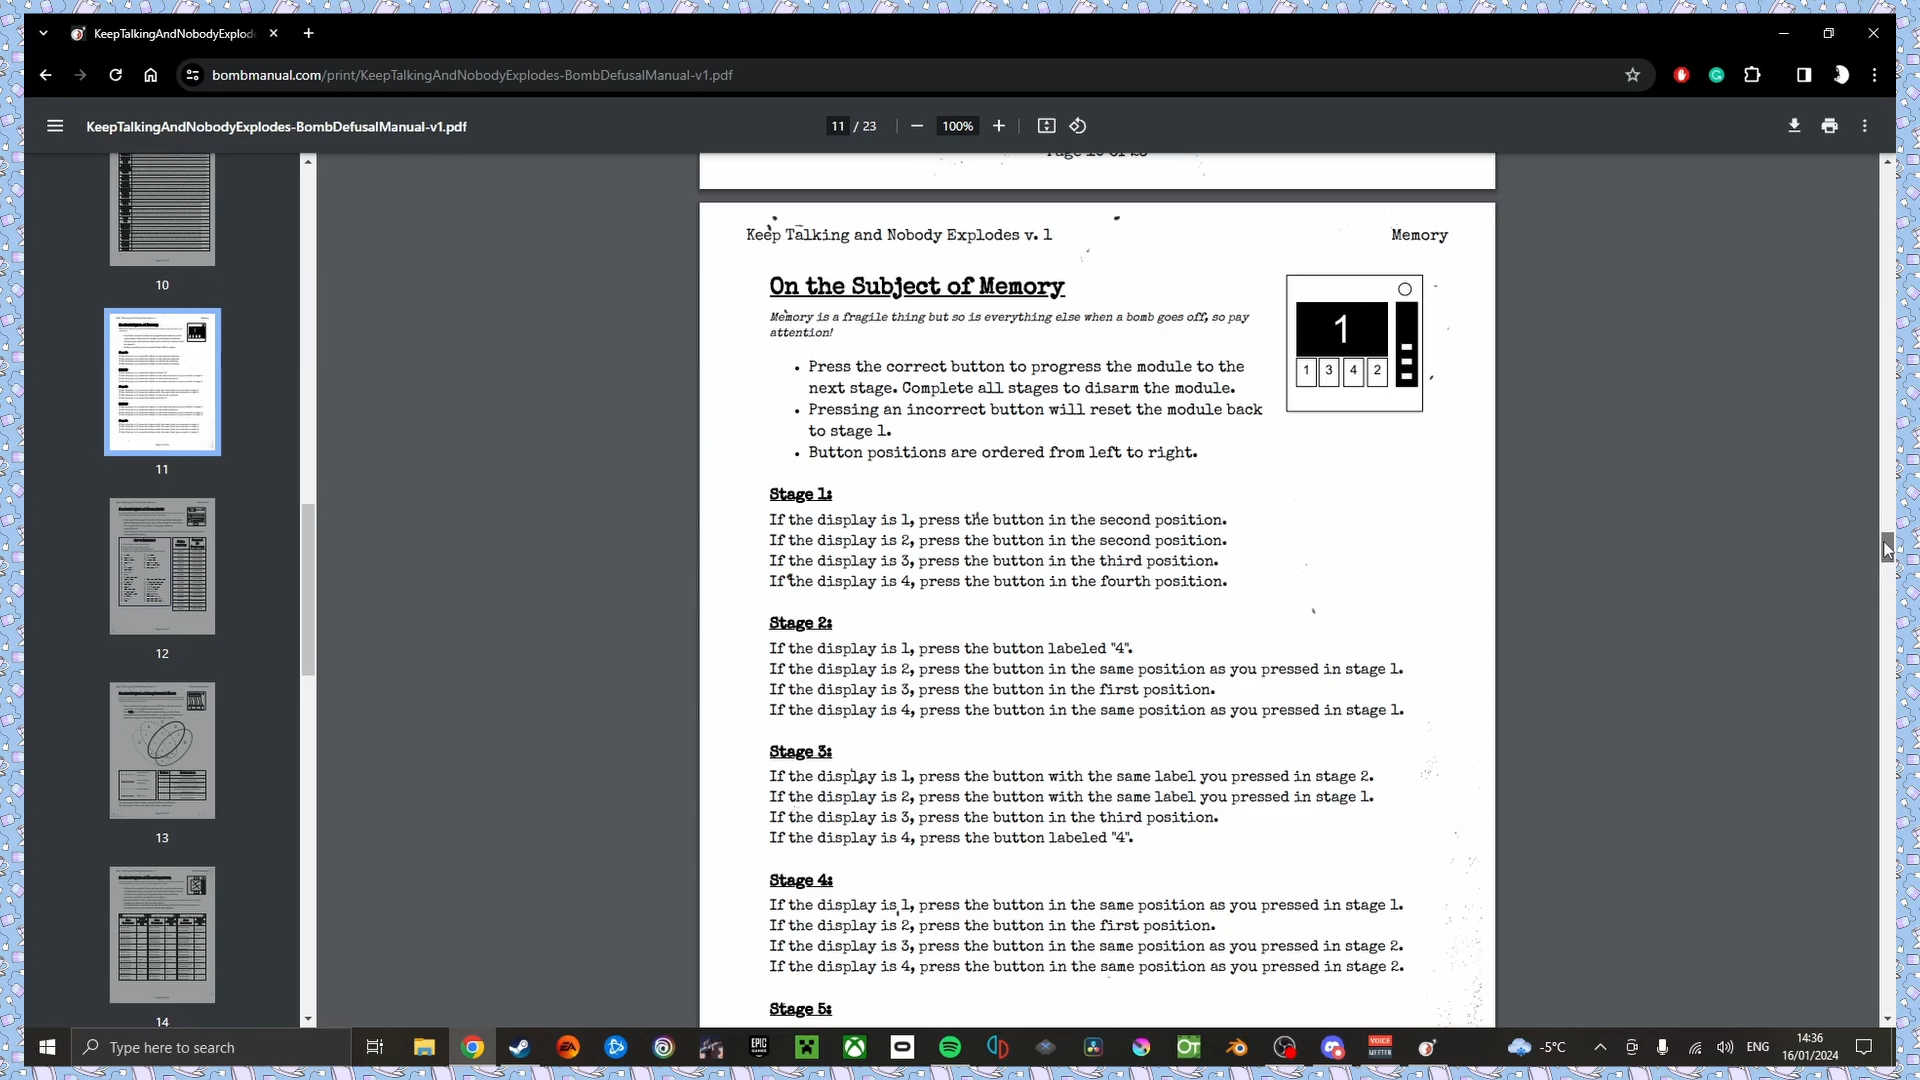 KeepTalkingAndNobodyExplod
bombmanual.com/print/KeepTalkingAndNobodyExplodes-BombDefusalManual-v1.pdf
KeepTalkingAndNobodyExplodes-BombDefusalManual-v1.pdf
11 / 23
100%
10
11
12
13
14
Keep Talking and Nobody Explodes v. 1
Memory
On the Subject of Memory
Memory is a fragile thing but so is everything else when a bomb goes off, so pay
attention!
1
1 3 4 2
• Press the correct button to progress the module to the
next stage. Complete all stages to disarm the module.
• Pressing an incorrect button will reset the module back
to stage 1.
• Button positions are ordered from left to right.
Stage 1:
If the display is 1, press the button in the second position.
If the display is 2, press the button in the second position.
If the display is 3, press the button in the third position.
If the display is 4, press the button in the fourth position.
Stage 2:
If the display is 1, press the button labeled "4".
If the display is 2, press the button in the same position as you pressed in stage 1.
If the display is 3, press the button in the first position.
If the display is 4, press the button in the same position as you pressed in stage 1.
Stage 3:
If the display is 1, press the button with the same label you pressed in stage 2.
If the display is 2, press the button with the same label you pressed in stage 1.
If the display is 3, press the button in the third position.
If the display is 4, press the button labeled "4".
Stage 4:
If the display is 1, press the button in the same position as you pressed in stage 1.
If the display is 2, press the button in the first position.
If the display is 3, press the button in the same position as you pressed in stage 2.
If the display is 4, press the button in the same position as you pressed in stage 2.
Stage 5:
Type here to search
EPIC
GAMES
VOICE
MEETER
-5°C
ENG
14:36
16/01/2024